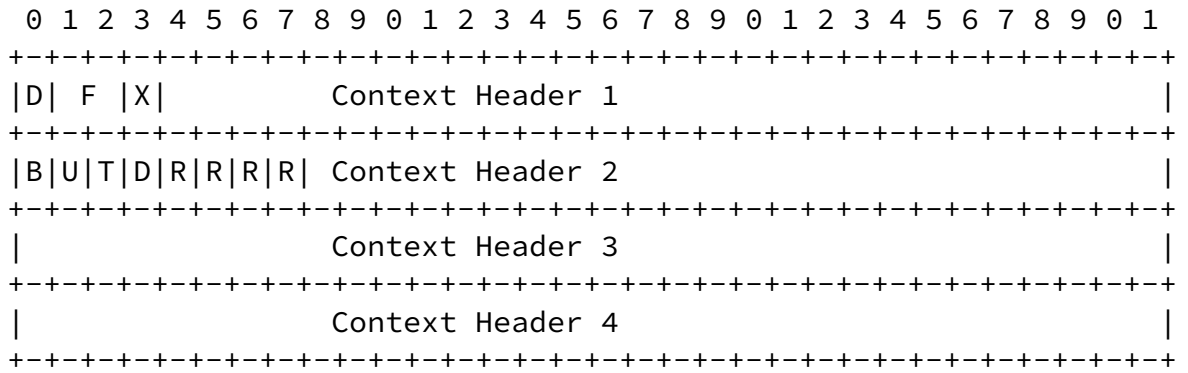 0 1 2 3 4 5 6 7 8 9 0 1 2 3 4 5 6 7 8 9 0 1 2 3 4 5 6 7 8 9 0 1
+-+-+-+-+-+-+-+-+-+-+-+-+-+-+-+-+-+-+-+-+-+-+-+-+-+-+-+-+-+-+-+-+
|D| F |X|         Context Header 1                              |
+-+-+-+-+-+-+-+-+-+-+-+-+-+-+-+-+-+-+-+-+-+-+-+-+-+-+-+-+-+-+-+-+
|B|U|T|D|R|R|R|R| Context Header 2                              |
+-+-+-+-+-+-+-+-+-+-+-+-+-+-+-+-+-+-+-+-+-+-+-+-+-+-+-+-+-+-+-+-+
|                 Context Header 3                              |
+-+-+-+-+-+-+-+-+-+-+-+-+-+-+-+-+-+-+-+-+-+-+-+-+-+-+-+-+-+-+-+-+
|                 Context Header 4                              |
+-+-+-+-+-+-+-+-+-+-+-+-+-+-+-+-+-+-+-+-+-+-+-+-+-+-+-+-+-+-+-+-+